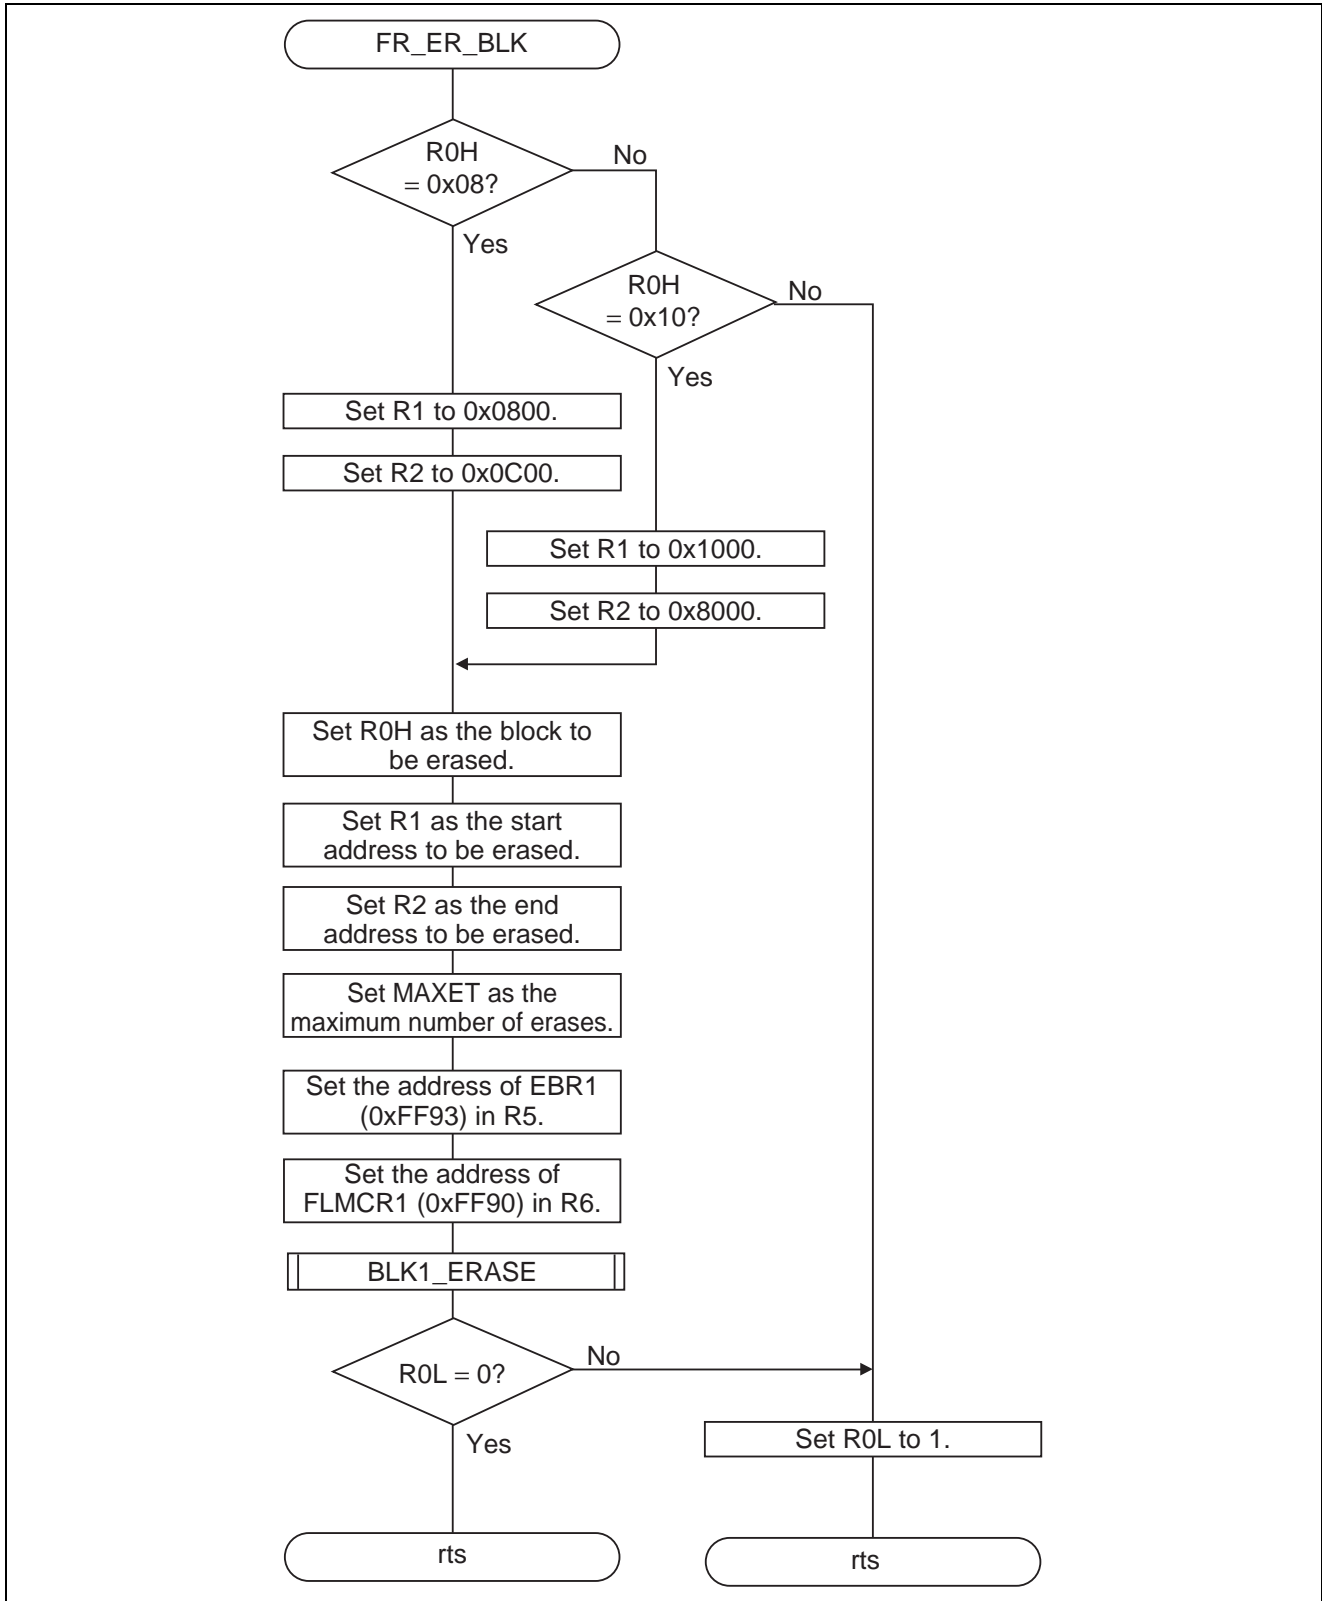 FR_ER_BLK
R0H
= 0x08?
No
Yes
R0H
= 0x10?
No
Yes
Set R1 to 0x0800.
Set R2 to 0x0C00.
Set R1 to 0x1000.
Set R2 to 0x8000.
Set R0H as the block to
be erased.
Set R1 as the start
address to be erased.
Set R2 as the end
address to be erased.
Set MAXET as the
maximum number of erases.
Set the address of EBR1
(0xFF93) in R5.
Set the address of
FLMCR1 (0xFF90) in R6.
BLK1_ERASE
R0L = 0?
No
Yes
Set R0L to 1.
rts
rts